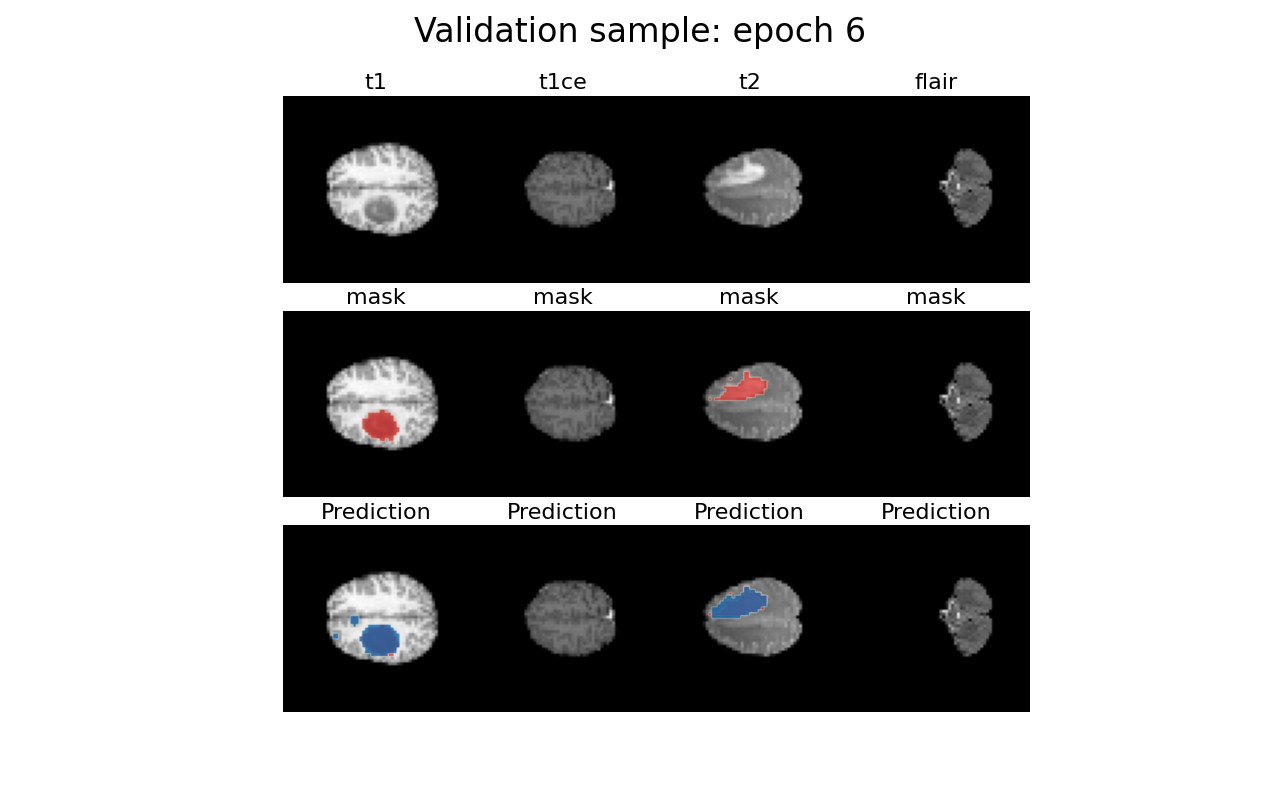 Validation sample: epoch 6
t1 t1ce t2 flair
mask mask mask mask
Prediction Prediction Prediction Prediction